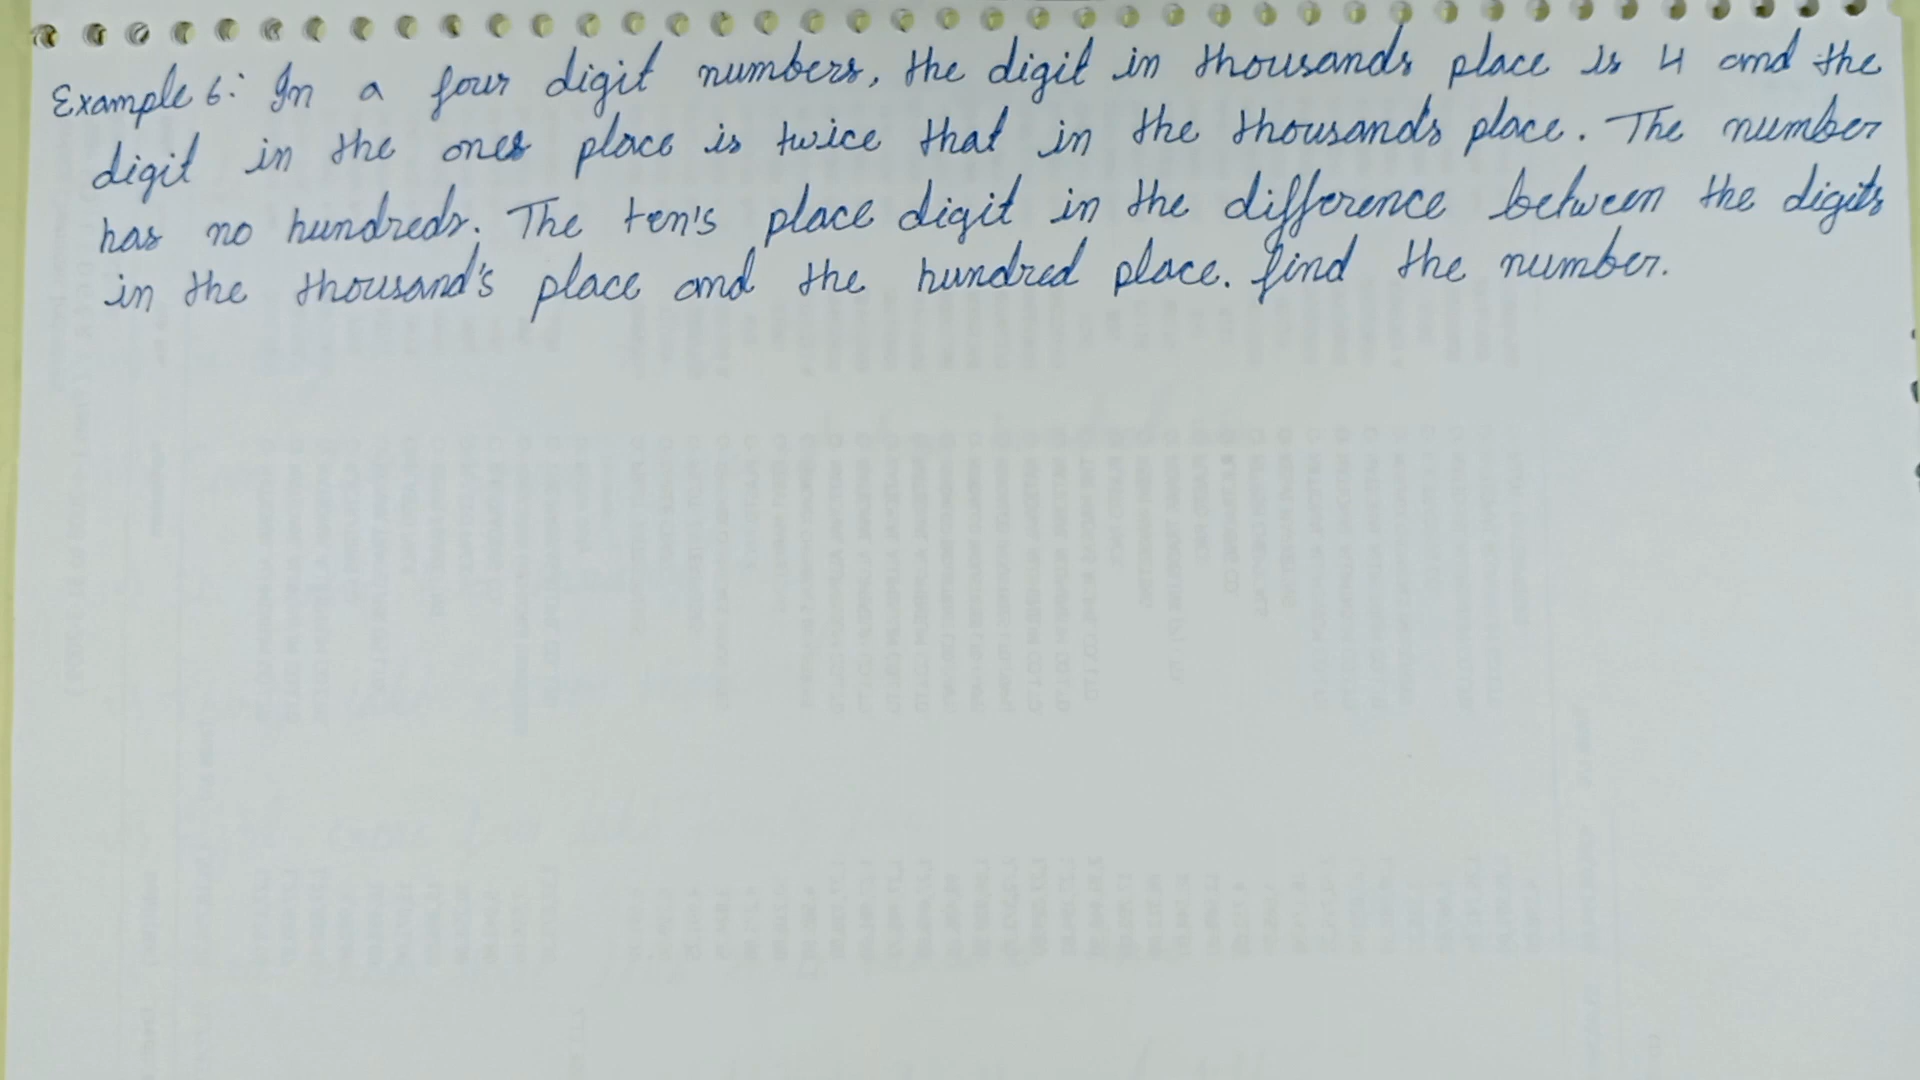 Example 6: In a four digit numbers, the digit in thousands place is 4 and the
digit in the ones place is twice that in the thousands place. The number
has no hundreds. The ten's place digit in the difference between the digits
in the thousand's place and the hundred place. find the number.